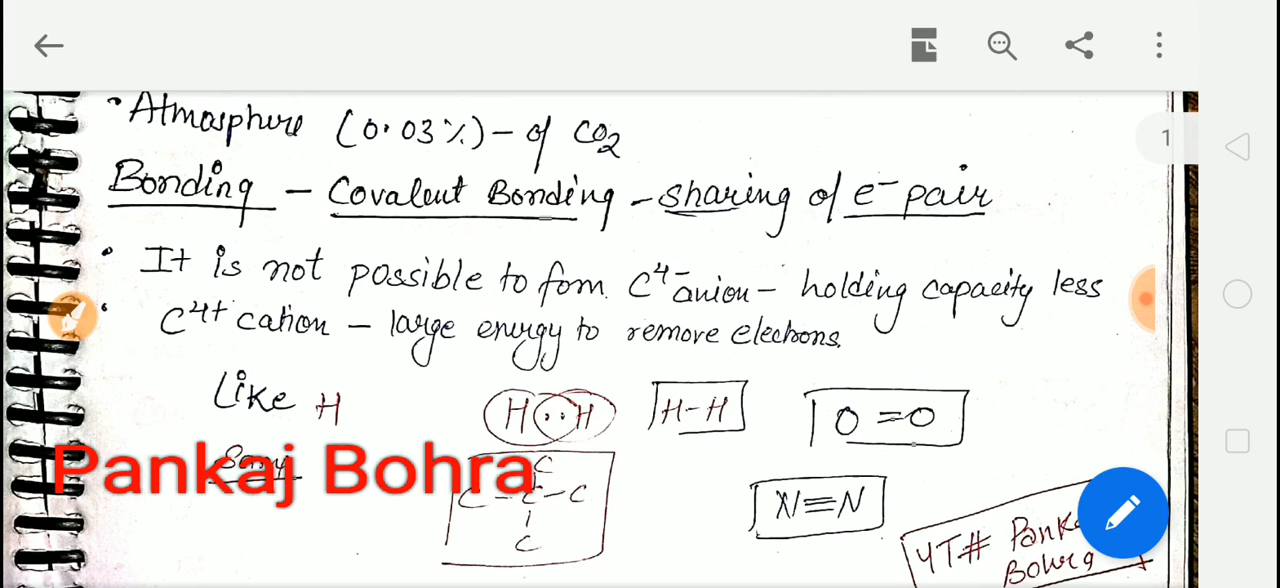 1
• Atmosphere (0.03%) - of CO2
Bonding - Covalent Bonding - sharing of e⁻ pair
• It is not possible to form C⁴⁻ anion - holding capacity less
• C⁴⁺ cation - large energy to remove electrons.
Like H H··H H-H O=O
Pankaj Bohra
C
C-C-C N≡N
C
YT# Pank
Bohra